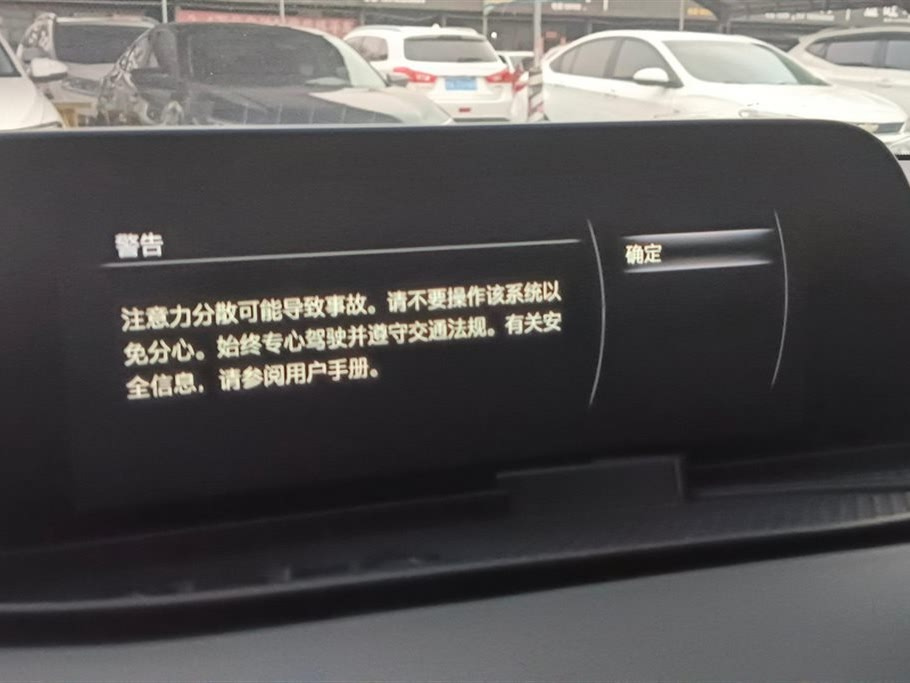 警告
确定
注意力分散可能导致事故。请不要操作该系统以
免分心。始终专心驾驶并遵守交通法规。有关安
全信息，请参阅用户手册。